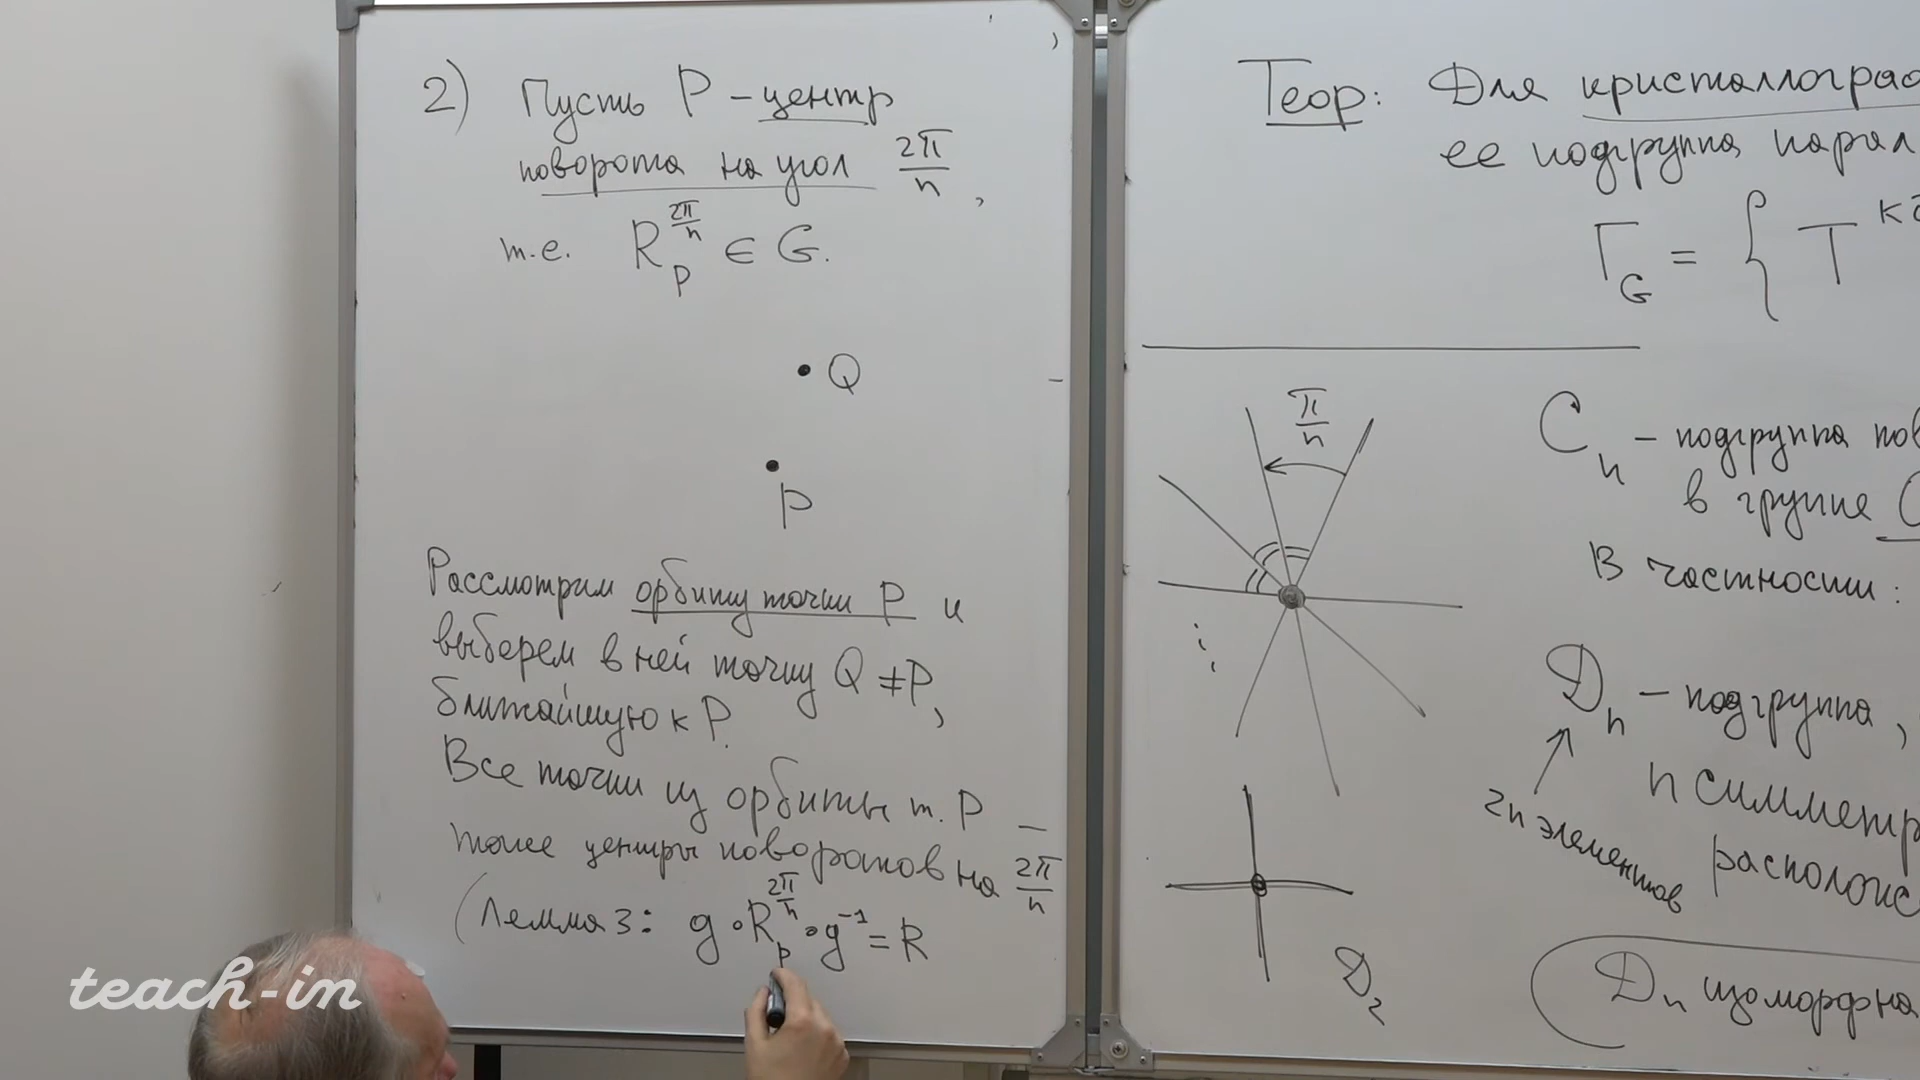 2) Пусть P – центр
поворота на угол 2π/n,
т.е. R_P^{2π/n} ∈ G.
Q
P
Рассмотрим орбиту точки P и
выберем в ней точку Q ≠ P,
ближайшую к P.
Все точки из орбиты т. P –
тоже центры поворотов на 2π/n
(Лемма 3: g∘R_P^{2π/n}∘g^{-1} = R
Теор: Для кристаллограф
ее подгруппа парал
Γ_G = { T^k
π/n
C_n – подгруппа пов
в группе
В частности:
D_n – подгруппа,
n симметр
2n элементов
располож
D_2
D_n изоморфна
teach-in